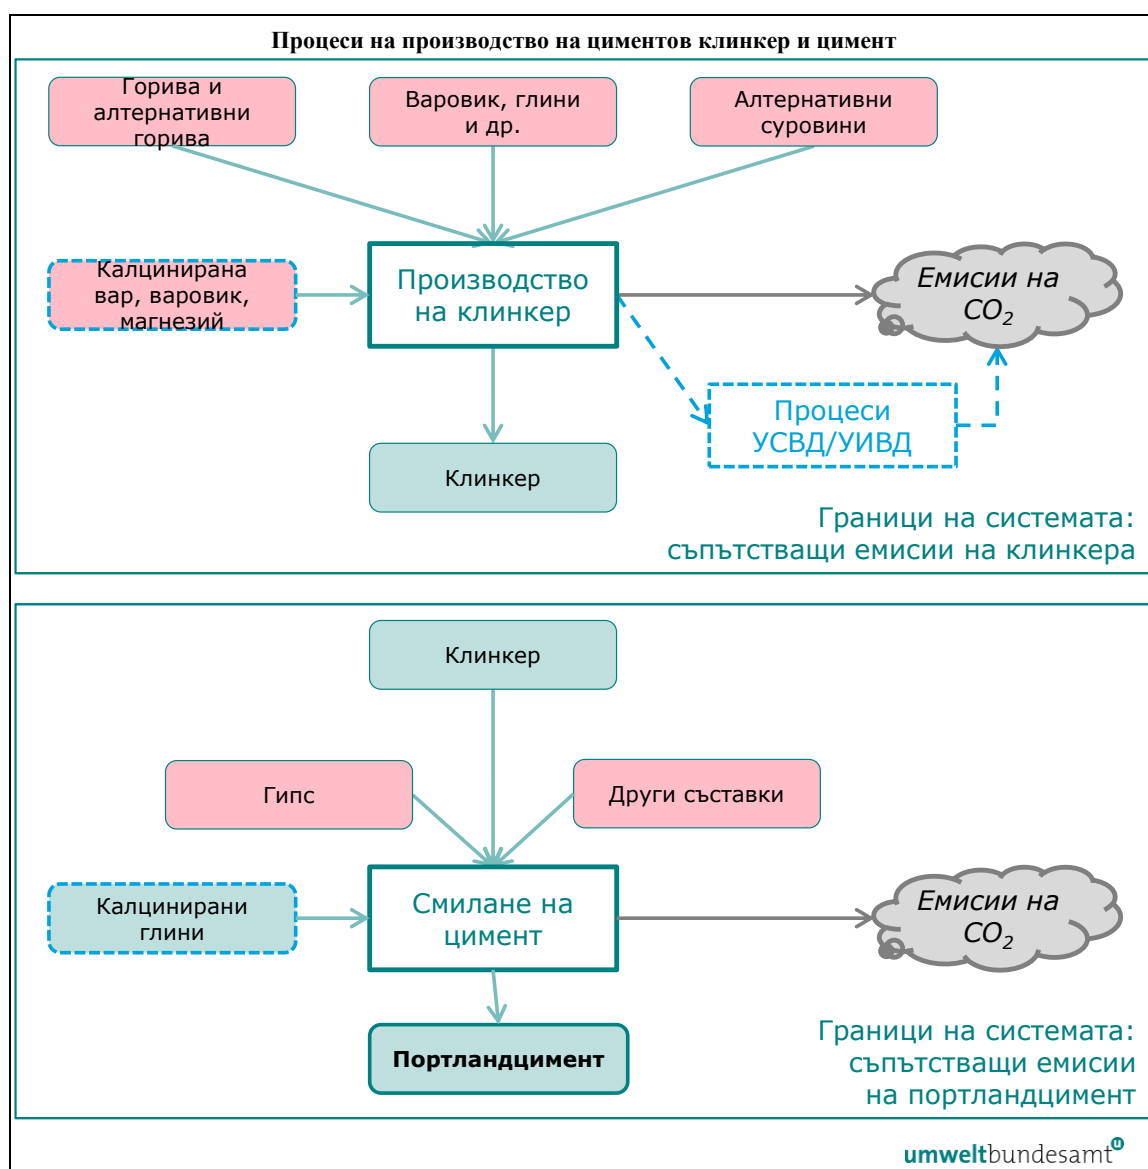 Процеси на производство на циментов клинкер и цимент
Горива и
алтернативни
горива
Варовик, глини
и др.
Алтернативни
суровини
Калцинирана
вар, варовик,
магнезий
Производство
на клинкер
Емисии на
CO2
Процеси
УСВД/УИВД
Клинкер
Граници на системата:
съпътстващи емисии на клинкера
Клинкер
Гипс
Други съставки
Калцинирани
глини
Смилане на
цимент
Емисии на
CO2
Портландцимент
Граници на системата:
съпътстващи емисии
на портландцимент
umweltbundesamt